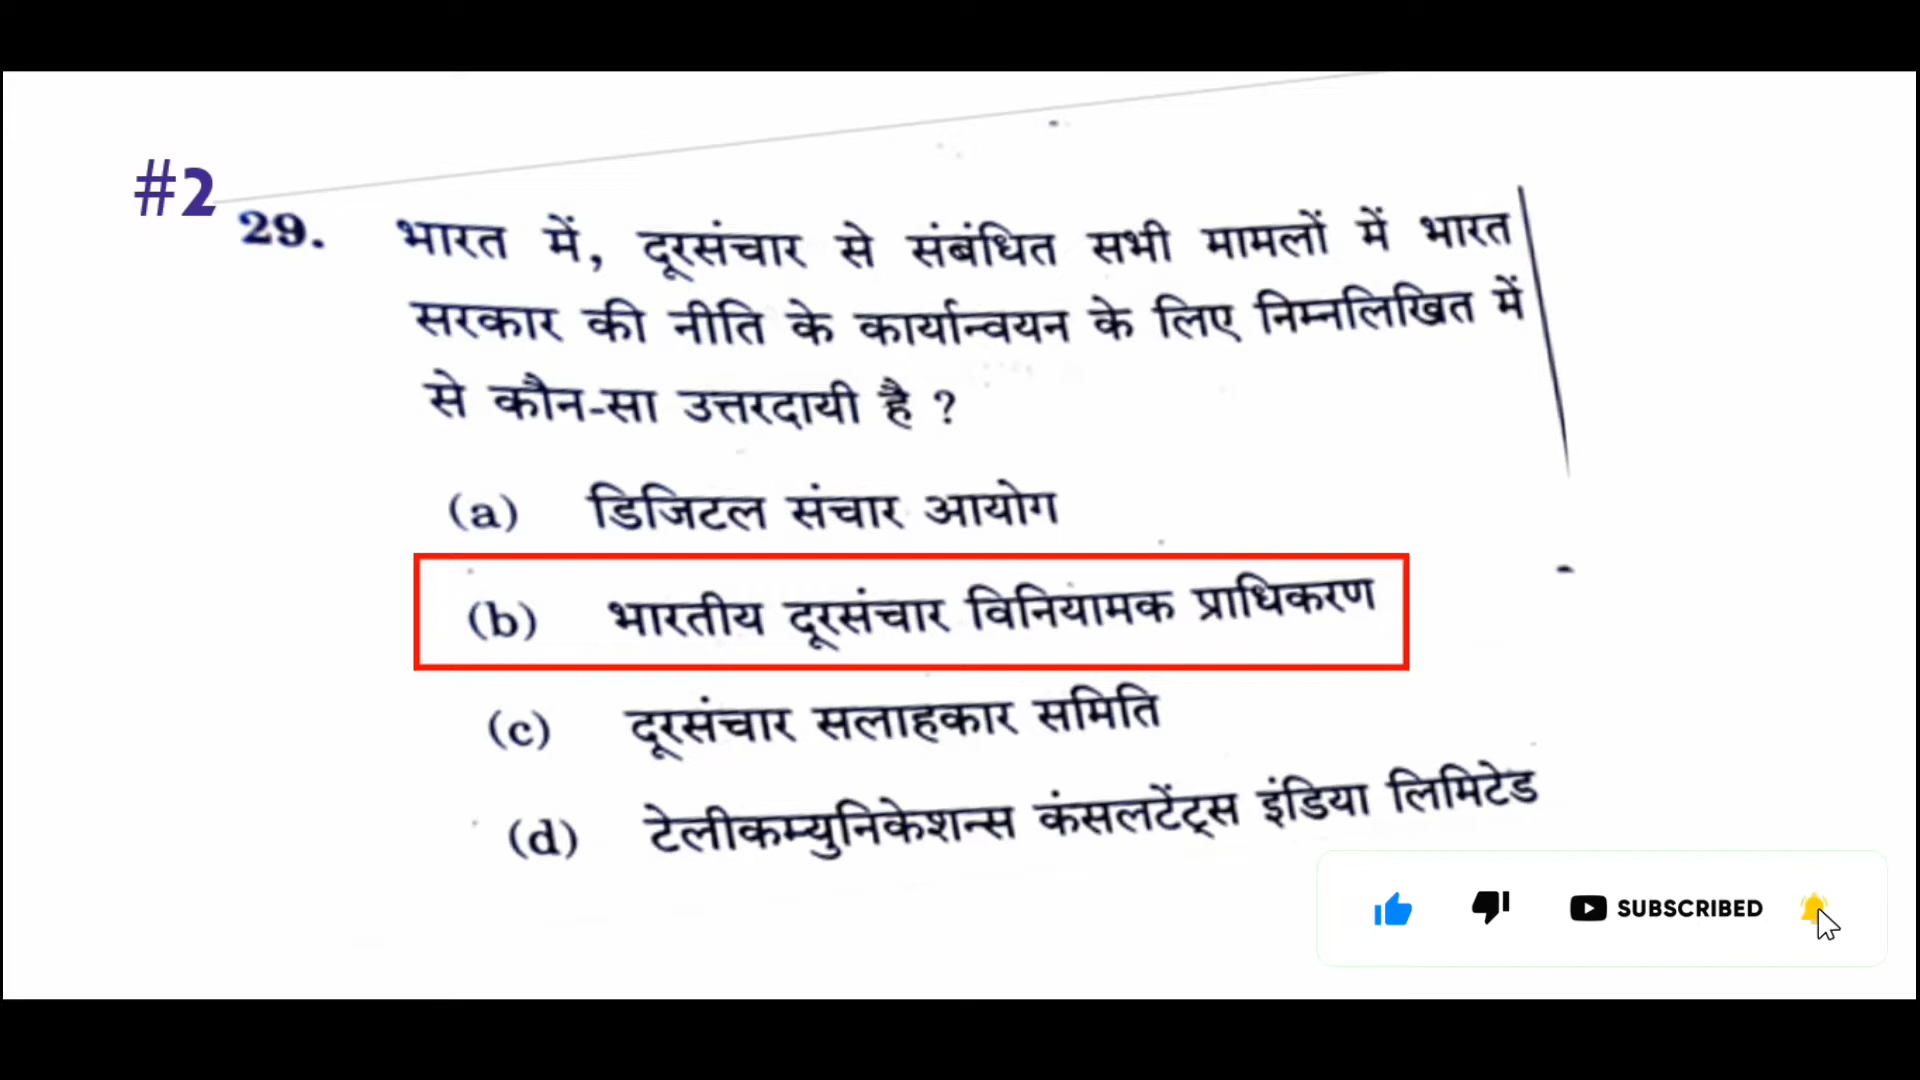 #2
29. भारत में, दूरसंचार से संबंधित सभी मामलों में भारत
सरकार की नीति के कार्यान्वयन के लिए निम्नलिखित में
से कौन-सा उत्तरदायी है ?
(a) डिजिटल संचार आयोग
(b) भारतीय दूरसंचार विनियामक प्राधिकरण
(c) दूरसंचार सलाहकार समिति
(d) टेलीकम्युनिकेशन्स कंसलटेंट्स इंडिया लिमिटेड
SUBSCRIBED